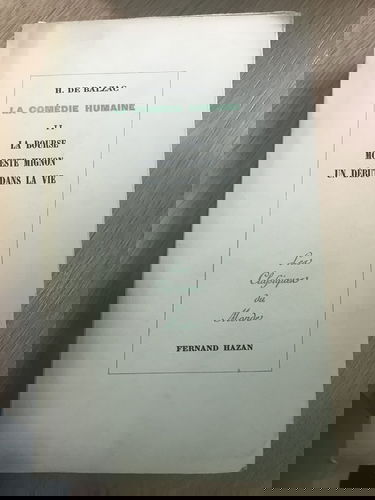 H. DE BALZAC
LA COMÉDIE HUMAINE
II
LA BOURSE
MODESTE MIGNON
UN DÉBUT DANS LA VIE
Les
Classiques
du
Monde
FERNAND HAZAN